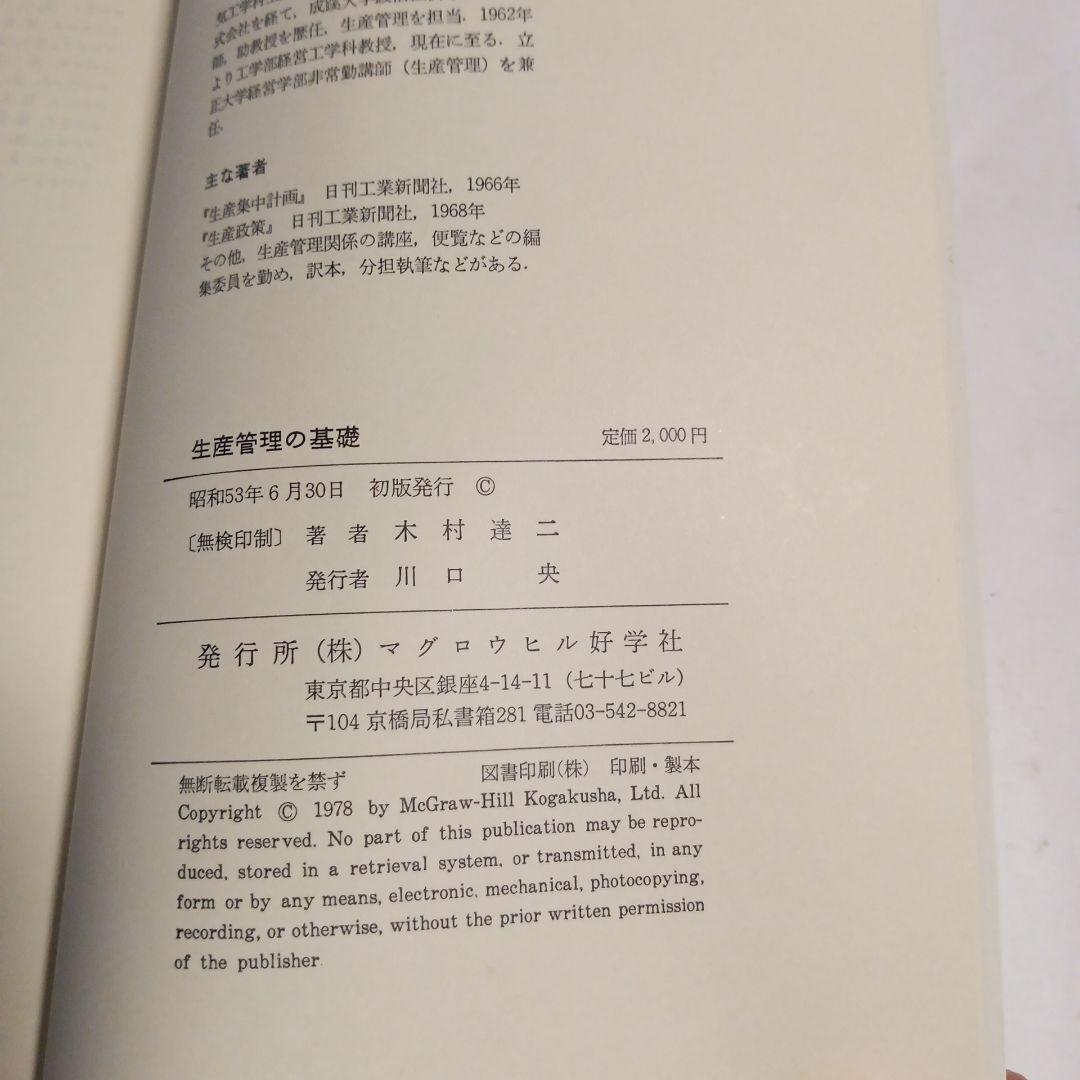 気工学科
式会社を経て,成蹊大学政
部,助教授を歴任,生産管理を担当.1962年
より工学部経営工学科教授,現在に至る.立
正大学経営学部非常勤講師(生産管理)を兼
任.
主な著者
『生産集中計画』 日刊工業新聞社,1966年
『生産政策』 日刊工業新聞社,1968年
その他,生産管理関係の講座,便覧などの編
集委員を勤め,訳本,分担執筆などがある.
生産管理の基礎 定価2,000円
昭和53年6月30日 初版発行 ©
〔無検印制〕 著者 木村達二
発行者 川口 央
発行所(株)マグロウヒル好学社
東京都中央区銀座4-14-11(七十七ビル)
〒104 京橋局私書箱281 電話03-542-8821
無断転載複製を禁ず 図書印刷(株) 印刷・製本
Copyright © 1978 by McGraw-Hill Kogakusha, Ltd. All
rights reserved. No part of this publication may be repro-
duced, stored in a retrieval system, or transmitted, in any
form or by any means, electronic, mechanical, photocopying,
recording, or otherwise, without the prior written permission
of the publisher